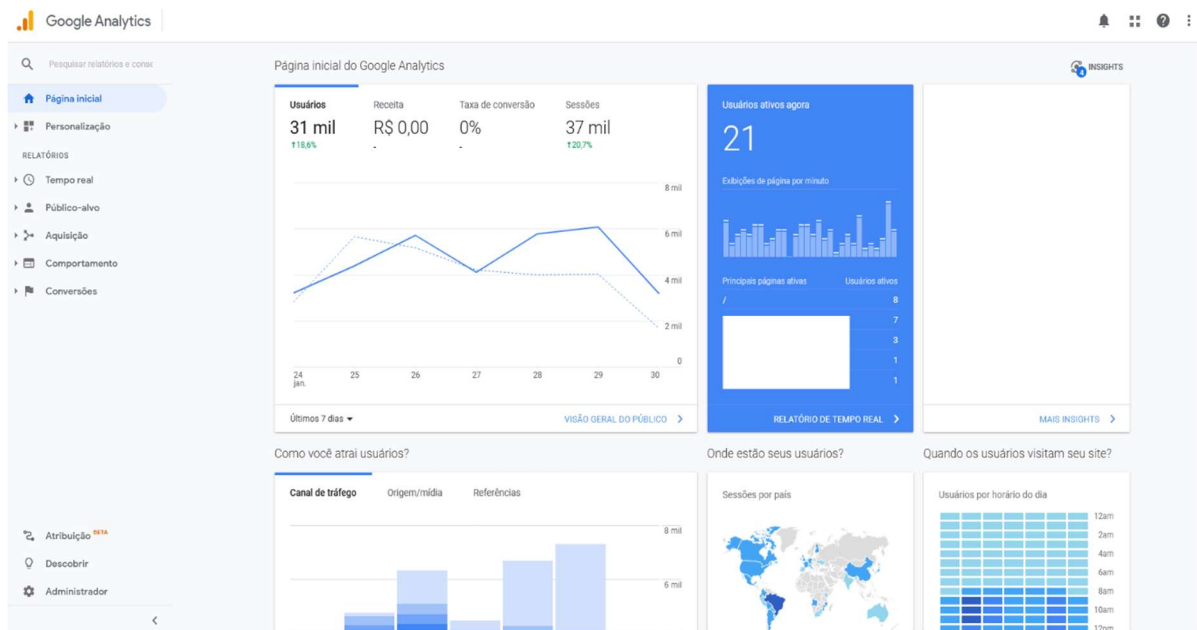 Google Analytics
Pesquisar relatórios e consu
Página inicial
Personalização
RELATÓRIOS
Tempo real
Público-alvo
Aquisição
Comportamento
Conversões
Atribuição BETA
Descobrir
Administrador
Página inicial do Google Analytics
4 INSIGHTS
Usuários Receita Taxa de conversão Sessões
31 mil R$ 0,00 0% 37 mil
↑18,6% - - ↑20,7%
8 mil
6 mil
4 mil
2 mil
0
24 25 26 27 28 29 30
jan.
Últimos 7 dias
VISÃO GERAL DO PÚBLICO
Usuários ativos agora
21
Exibições de página por minuto
Principais páginas ativas Usuários ativos
/ 8
7
3
1
1
RELATÓRIO DE TEMPO REAL
MAIS INSIGHTS
Como você atrai usuários?
Canal de tráfego Origem/mídia Referências
8 mil
6 mil
Onde estão seus usuários?
Sessões por país
Quando os usuários visitam seu site?
Usuários por horário do dia
12am
2am
4am
6am
8am
10am
12pm